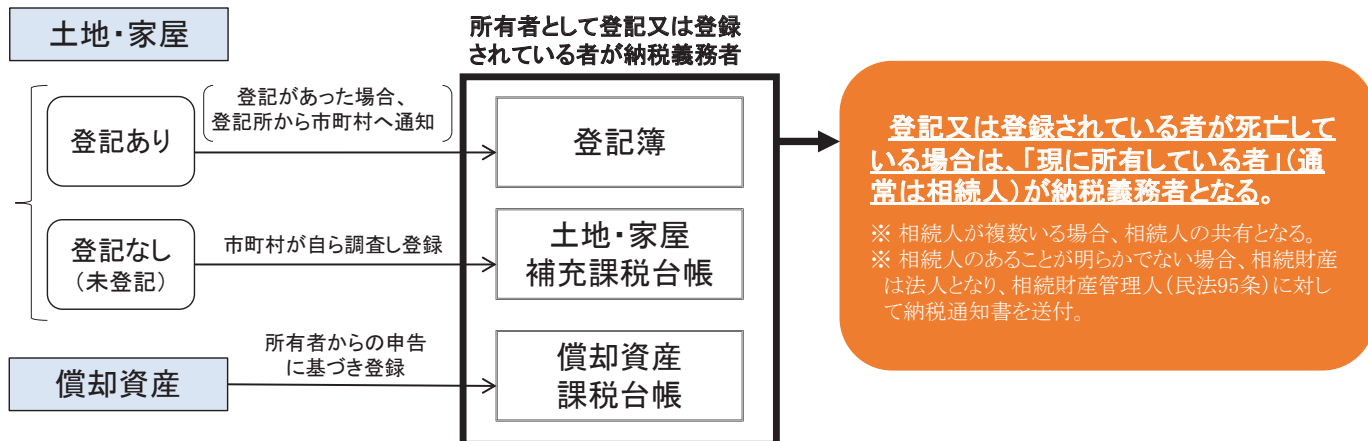 土地・家屋
所有者として登記又は登録
されている者が納税義務者
登記があった場合、
登記所から市町村へ通知
登記あり
登記簿
登記なし
(未登記)
市町村が自ら調査し登録
土地・家屋
補充課税台帳
所有者からの申告
に基づき登録
償却資産
償却資産
課税台帳
登記又は登録されている者が死亡して
いる場合は、「現に所有している者」(通
常は相続人)が納税義務者となる。
※ 相続人が複数いる場合、相続人の共有となる。
※ 相続人のあることが明らかでない場合、相続財産
は法人となり、相続財産管理人(民法95条)に対し
て納税通知書を送付。